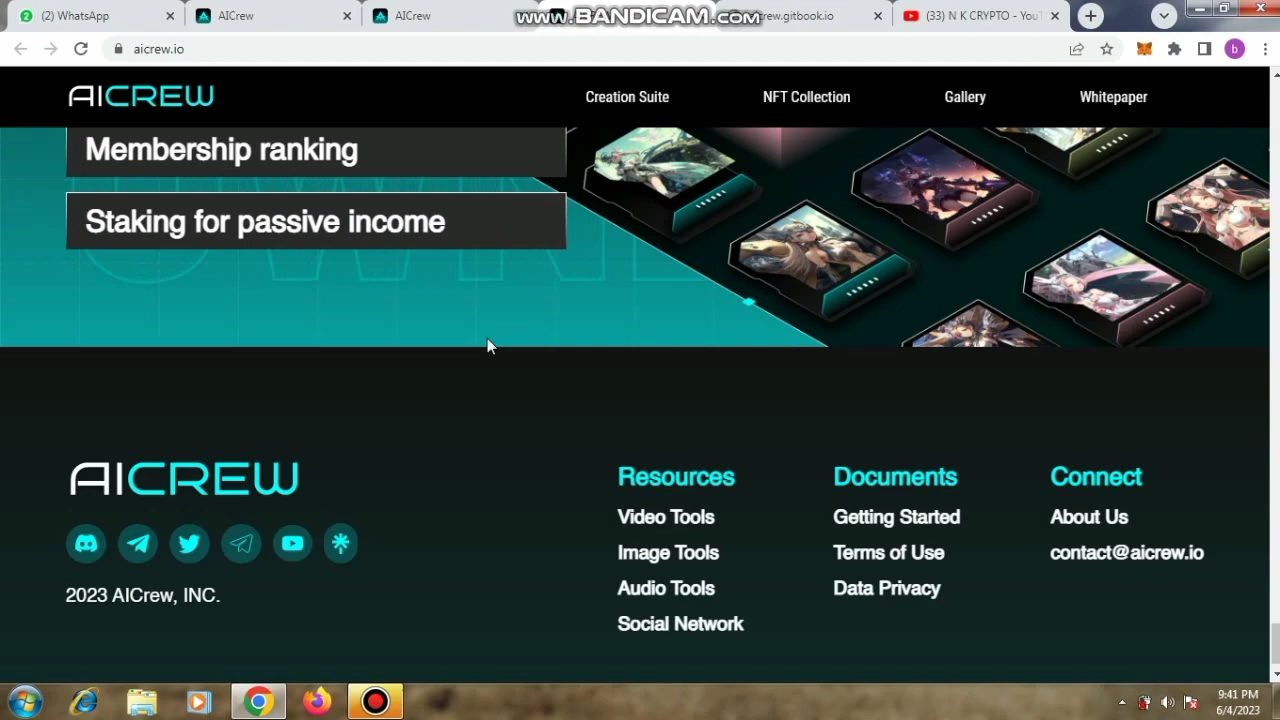 (2) WhatsApp
AICrew
AICrew
www.BANDICAM.com
crew.gitbook.io
(33) N K CRYPTO - YouT
aicrew.io
b
AICREW
Creation Suite
NFT Collection
Gallery
Whitepaper
Membership ranking
Staking for passive income
AICREW
2023 AICrew, INC.
Resources
Video Tools
Image Tools
Audio Tools
Social Network
Documents
Getting Started
Terms of Use
Data Privacy
Connect
About Us
contact@aicrew.io
9:41 PM
6/4/2023